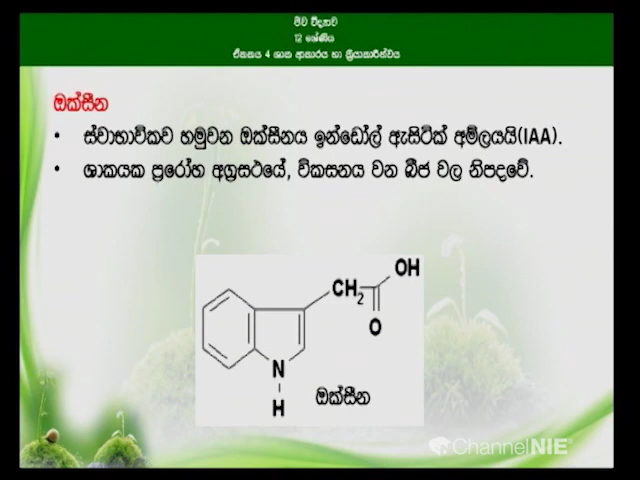 ජීව විද්‍යාව
12 ශ්‍රේණිය
ඒකකය 4 ශාක ආකාරය හා ක්‍රියාකාරීත්වය
ඔක්සීන
• ස්වාභාවිකව හමුවන ඔක්සීනය ඉන්ඩෝල් ඇසිටික් අම්ලයයි(IAA).
• ශාකයක ප්‍රරෝහ අග්‍රස්ථයේ, විකසනය වන බීජ වල නිපදවේ.
OH
CH2
O
N
H
ඔක්සීන
ChannelNIE